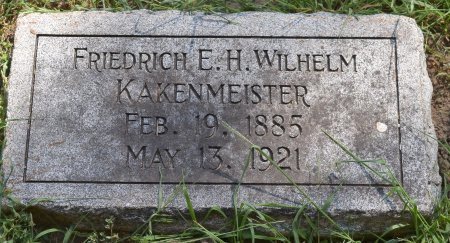 Friedrich E. H. Wilhelm
Kakenmeister
Feb. 19. 1885
May 13. 1921